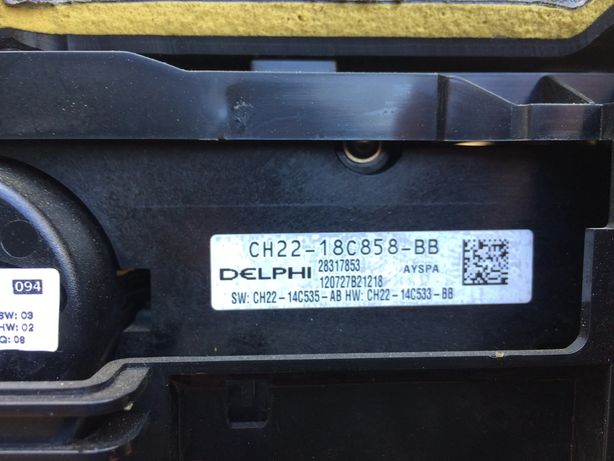 CH22-18C858-BB
DELPHI 28317853 AYSPA
120727B21218
SW: CH22-14C535-AB HW: CH22-14C533-BB
094
SW: 03
HW: 02
Q: 08